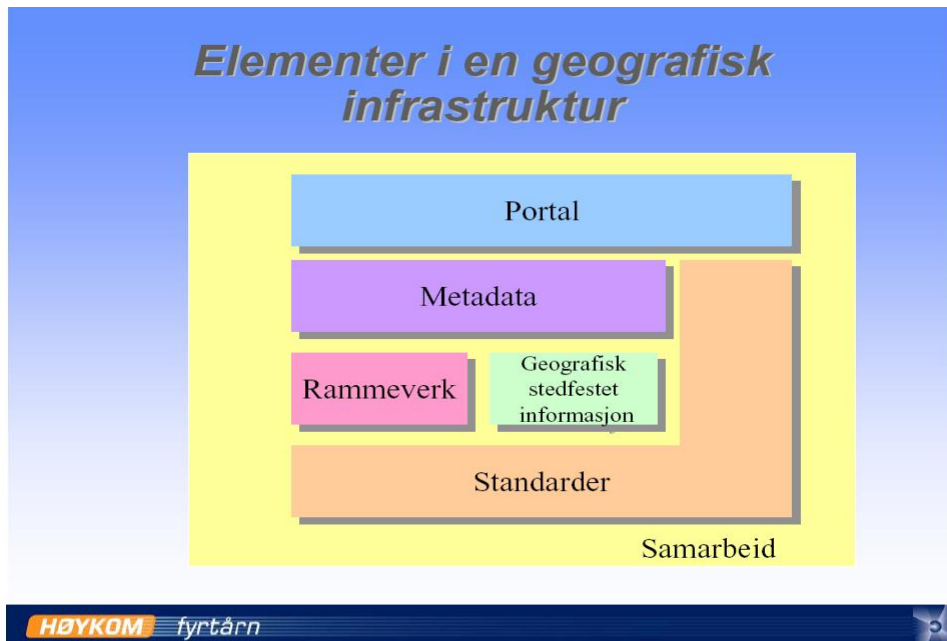 Elementer i en geografisk
infrastruktur
Portal
Metadata
Rammeverk
Geografisk
stedfestet
informasjon
Standarder
Samarbeid
HØYKOM fyrtårn